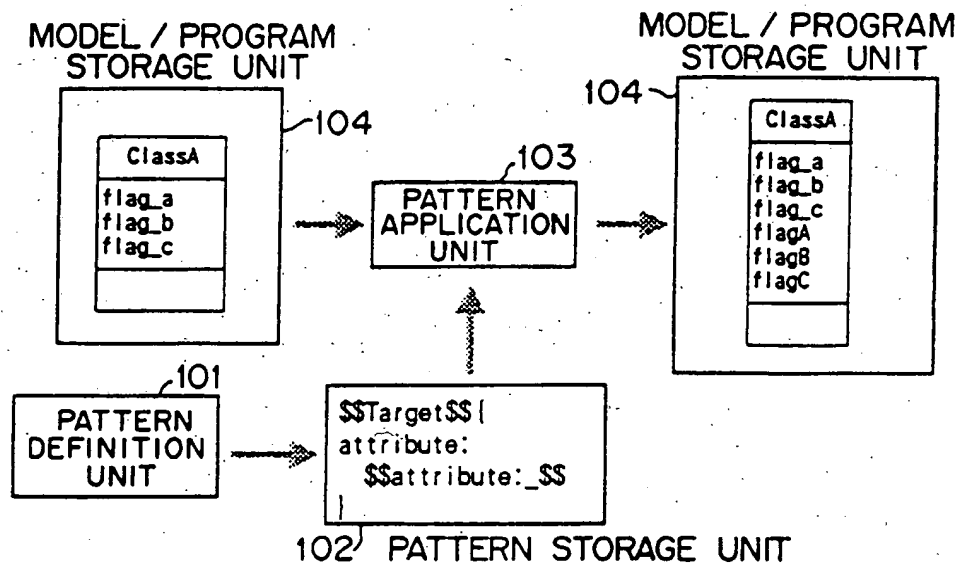 MODEL / PROGRAM
STORAGE UNIT
104
ClassA
flag_a
flag_b
flag_c
103
PATTERN
APPLICATION
UNIT
MODEL / PROGRAM
STORAGE UNIT
104
ClassA
flag_a
flag_b
flag_c
flagA
flagB
flagC
101
PATTERN
DEFINITION
UNIT
$$Target$$ {
attribute:
$$attribute:_$$
}
102 PATTERN STORAGE UNIT